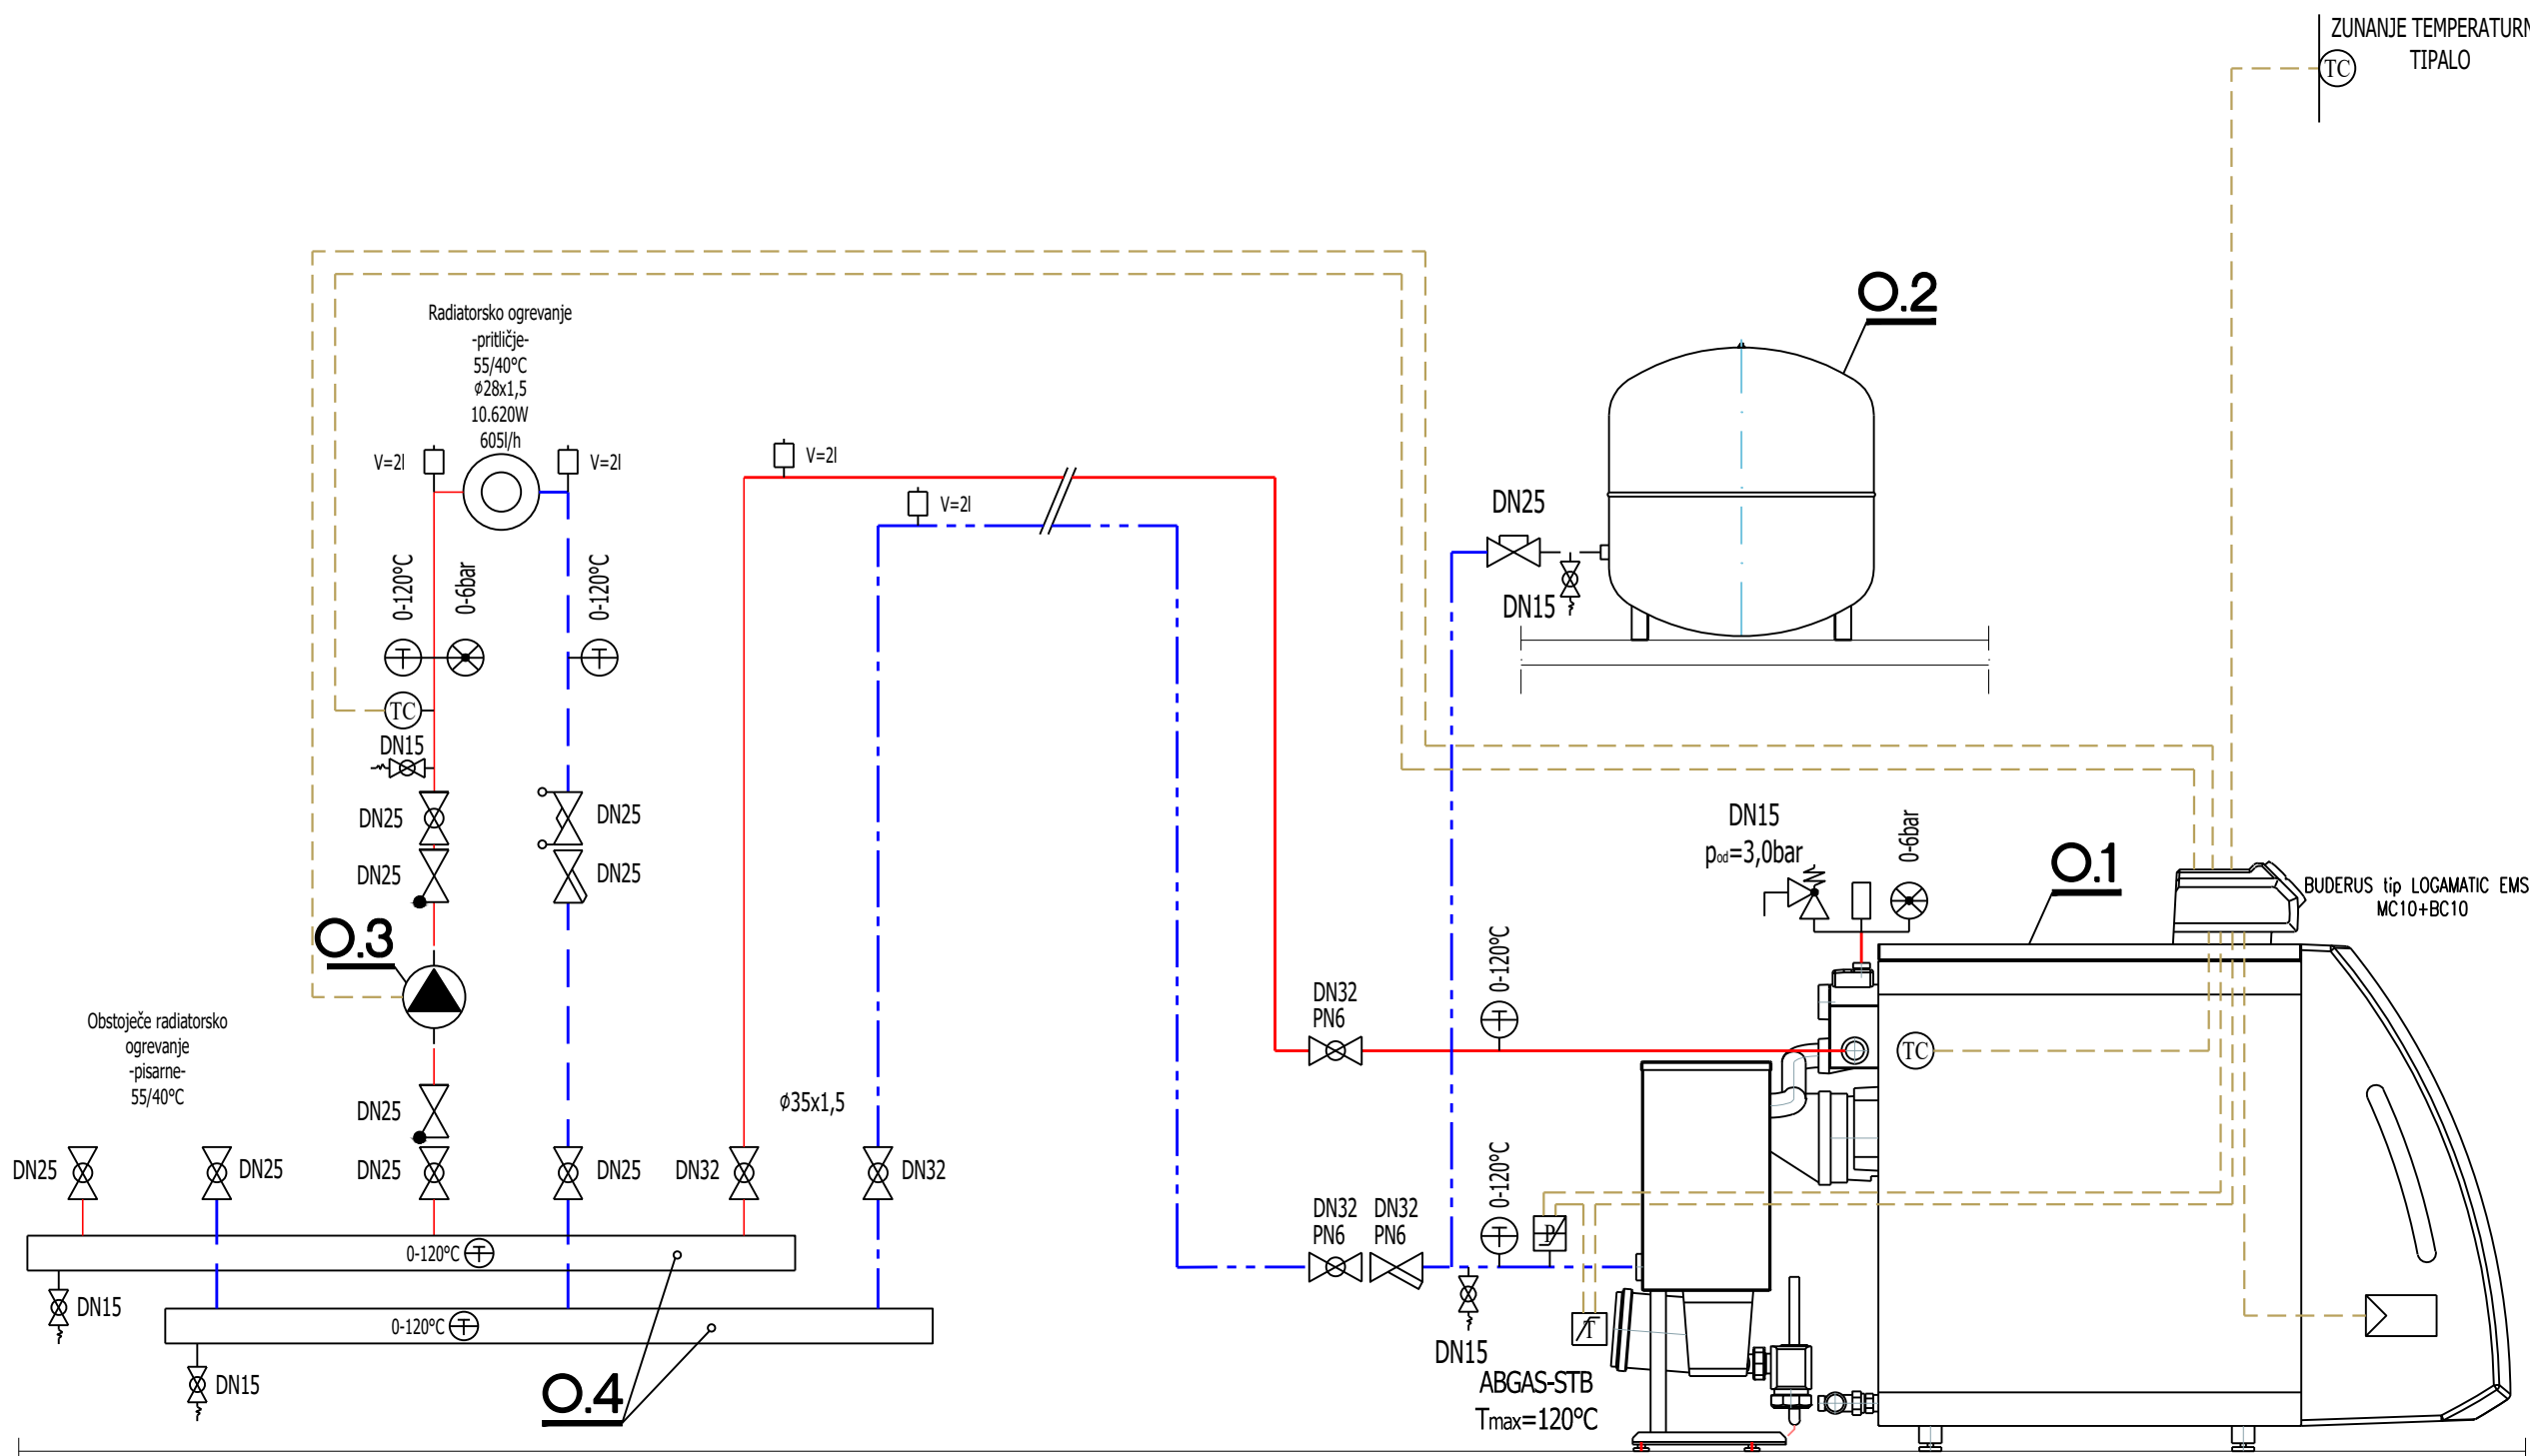 ZUNANJE TEMPERATURN
TIPALO
TC
O.2
Radiatorsko ogrevanje
-pritličje-
55/40°C
ϕ28x1,5
10.620W
605l/h
V=2l
V=2l
V=2l
V=2l
DN25
DN15
0-120°C
0-6bar
0-120°C
T
T
TC
DN15
DN25
DN25
DN25
DN25
DN15
pod=3,0bar
0-6bar
O.1
BUDERUS tip LOGAMATIC EMS
MC10+BC10
O.3
Obstoječe radiatorsko
ogrevanje
-pisarne-
55/40°C
DN32
PN6
0-120°C
T
TC
DN25
ϕ35x1,5
DN25
DN25
DN25
DN25
DN32
DN32
DN32
PN6
DN32
PN6
0-120°C
T
P
0-120°C T
DN15
0-120°C T
DN15
O.4
DN15
T
ABGAS-STB
Tmax=120°C